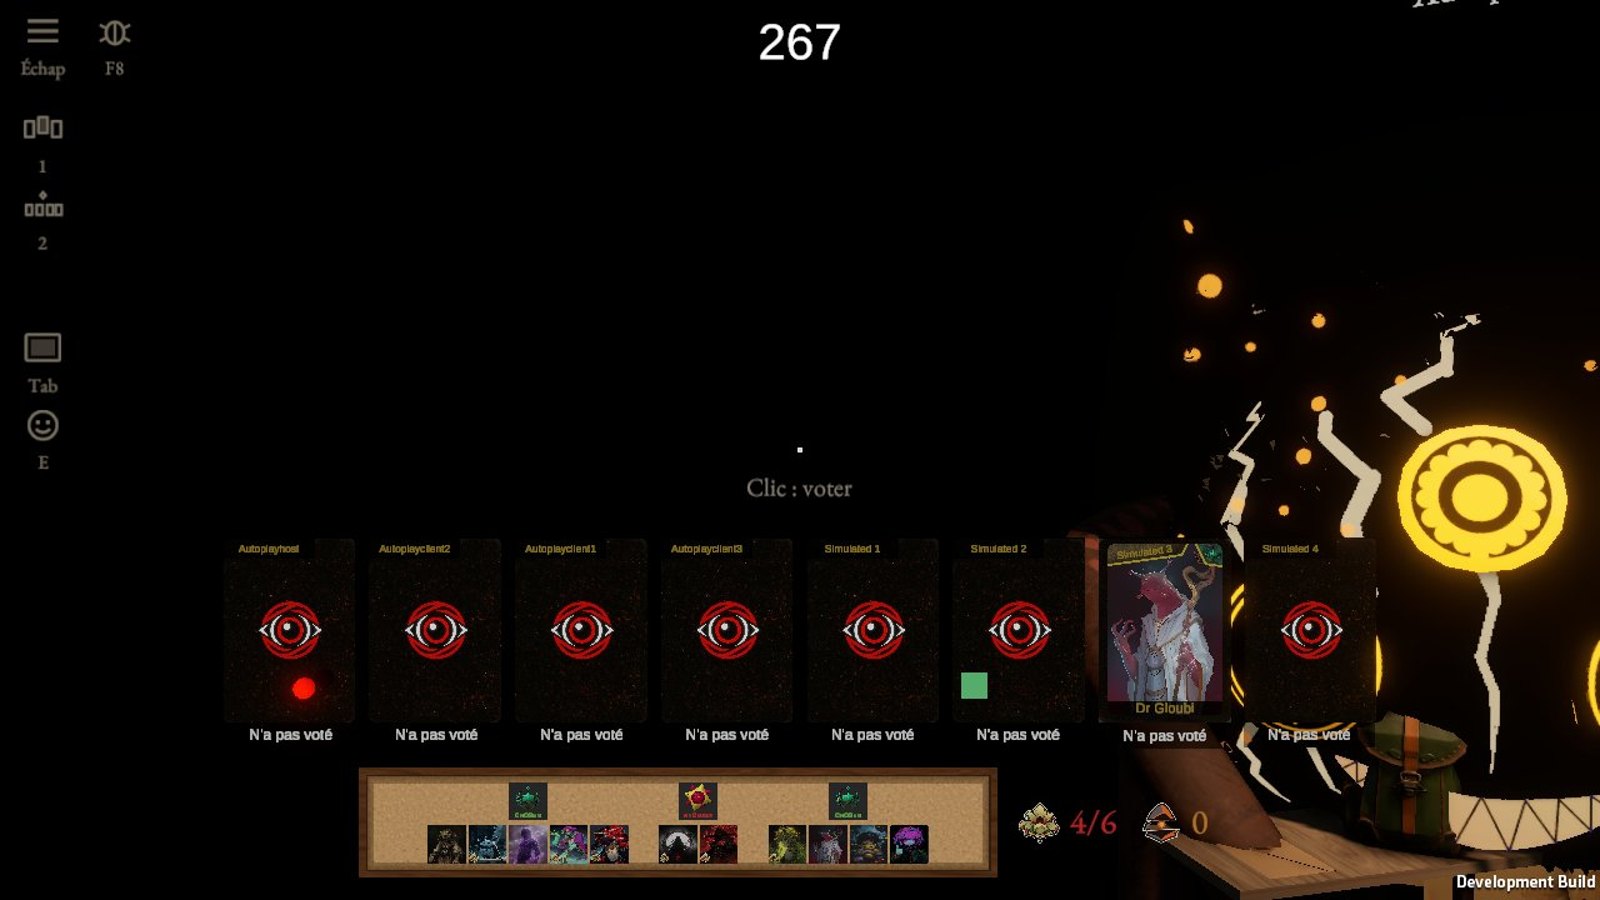 267
Échap
F8
1
2
Tab
E
Clic : voter
Autoplayhost
Autoplayclient2
Autoplayclient1
Autoplayclient3
Simulated 1
Simulated 2
Simulated 3
Simulated 4
Dr Gloubi
N'a pas voté
N'a pas voté
N'a pas voté
N'a pas voté
N'a pas voté
N'a pas voté
N'a pas voté
N'a pas voté
4/6
0
Development Build